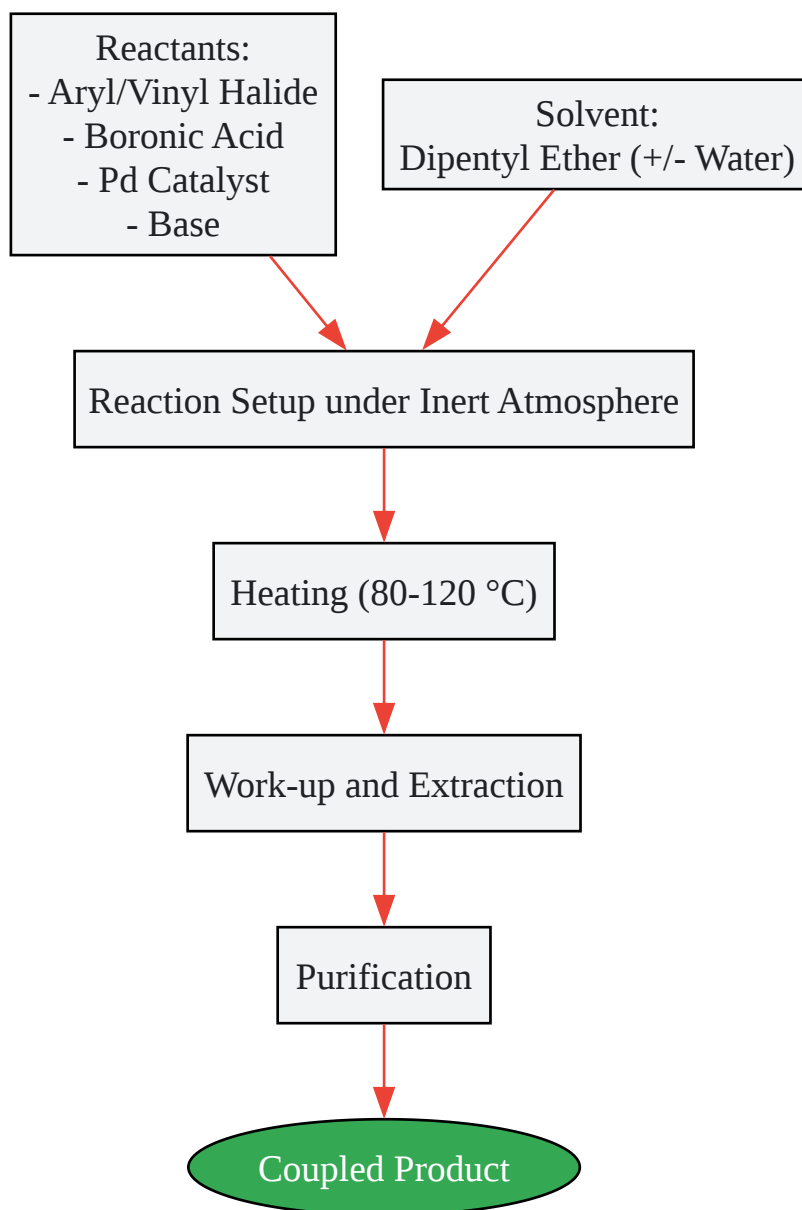 Reactants:
- Aryl/Vinyl Halide
- Boronic Acid
- Pd Catalyst
- Base
Solvent:
Dipentyl Ether (+/- Water)
Reaction Setup under Inert Atmosphere
Heating (80-120 °C)
Work-up and Extraction
Purification
Coupled Product